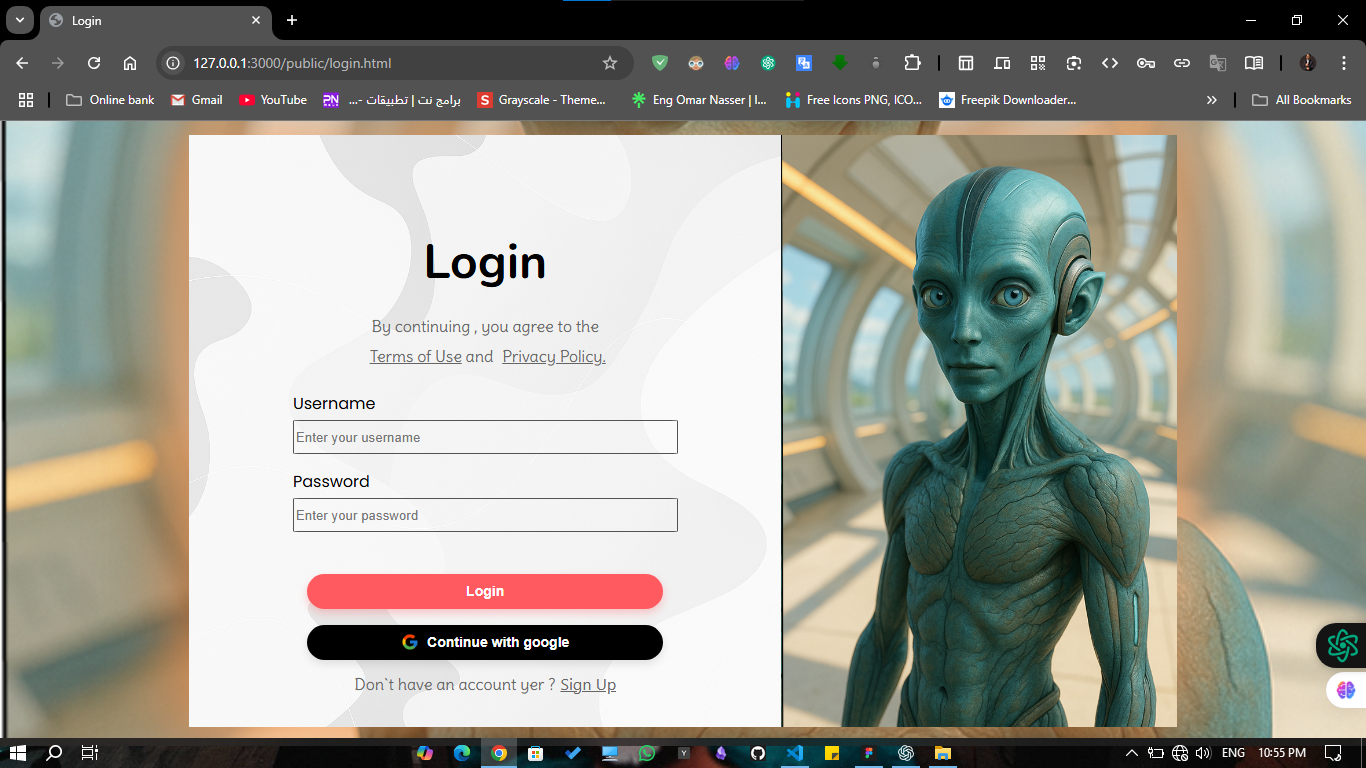 Login
127.0.0.1:3000/public/login.html
Online bank
Gmail
YouTube
PN
برامج نت | تطبيقات -...
S
Grayscale - Theme...
Eng Omar Nasser | I...
Free Icons PNG, ICO...
Freepik Downloader...
All Bookmarks
Login
By continuing , you agree to the
Terms of Use and Privacy Policy.
Username
Enter your username
Password
Enter your password
Login
Continue with google
Don`t have an account yer ? Sign Up
ENG
10:55 PM